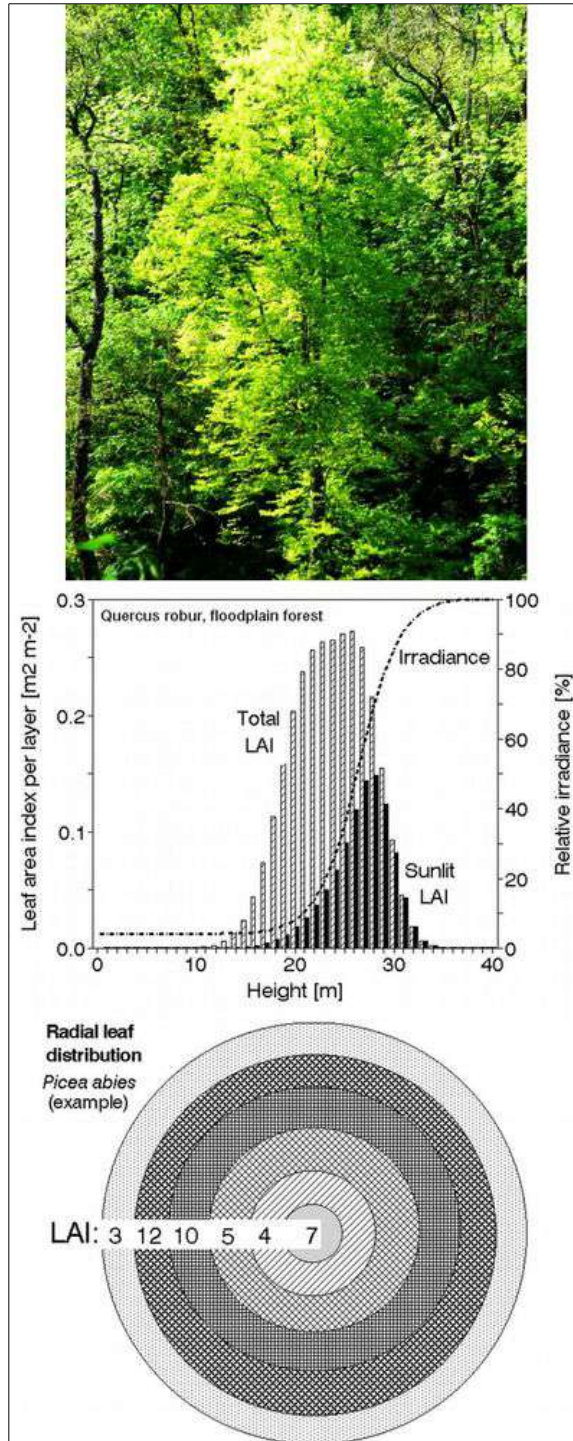 0.3
0.2
0.1
0.0
Leaf area index per layer [m2 m-2]
Quercus robur, floodplain forest
Total
LAI
Irradiance
Sunlit
LAI
100
80
60
40
20
0
Relative irradiance [%]
0 10 20 30 40
Height [m]
Radial leaf
distribution
Picea abies
(example)
LAI: 3 12 10 5 4 7